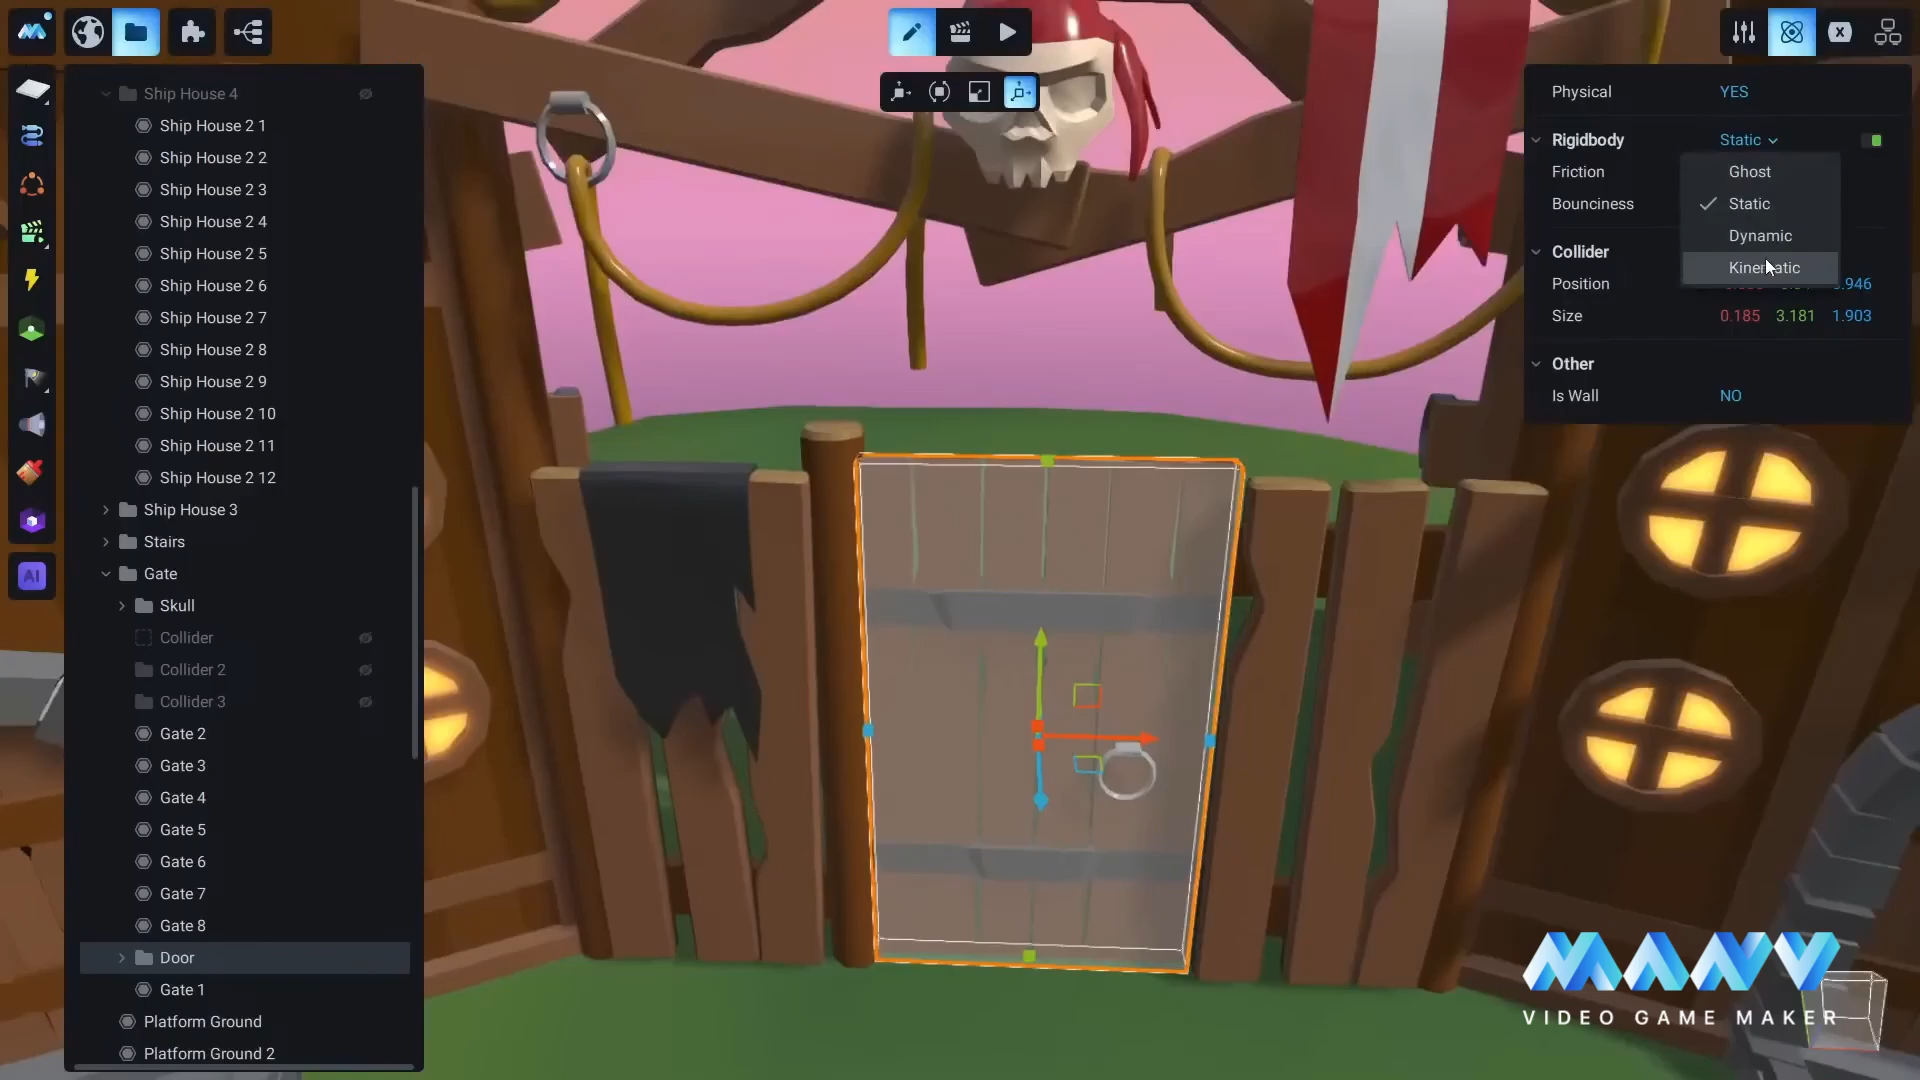 Ship House 4
Ship House 2 1
Ship House 2 2
Ship House 2 3
Ship House 2 4
Ship House 2 5
Ship House 2 6
Ship House 2 7
Ship House 2 8
Ship House 2 9
Ship House 2 10
Ship House 2 11
Ship House 2 12
Ship House 3
Stairs
Gate
Skull
Collider
Collider 2
Collider 3
Gate 2
Gate 3
Gate 4
Gate 5
Gate 6
Gate 7
Gate 8
Door
Gate 1
Platform Ground
Platform Ground 2
AI
Physical YES
Rigidbody Static
Friction
Bounciness
Ghost
Static
Dynamic
Kinematic
Collider
Position .946
Size 0.185 3.181 1.903
Other
Is Wall NO
VIDEO GAME MAKER